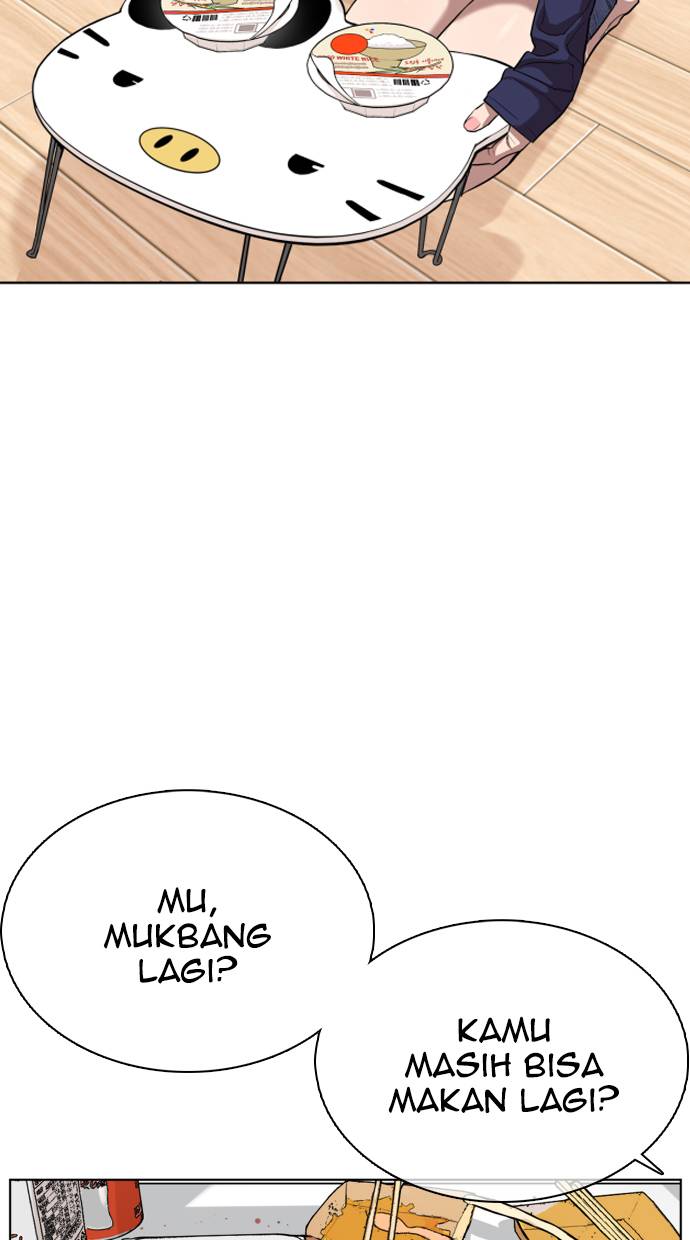 WHITE RICE
MU,
MUKBANG
LAGI?
KAMU
MASIH BISA
MAKAN LAGI?